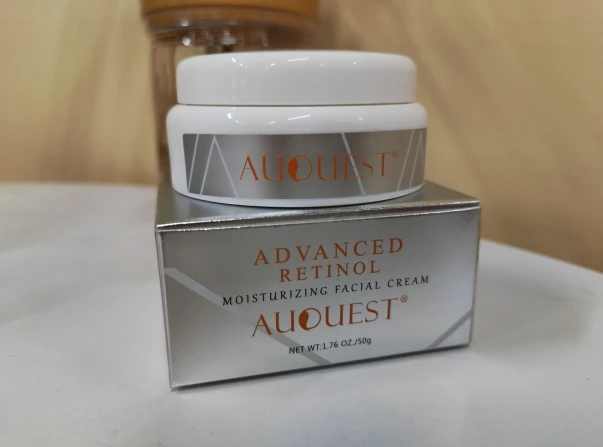 AUQUEST®
ADVANCED
RETINOL
MOISTURIZING FACIAL CREAM
AUQUEST®
NET WT:1.76 OZ./50g